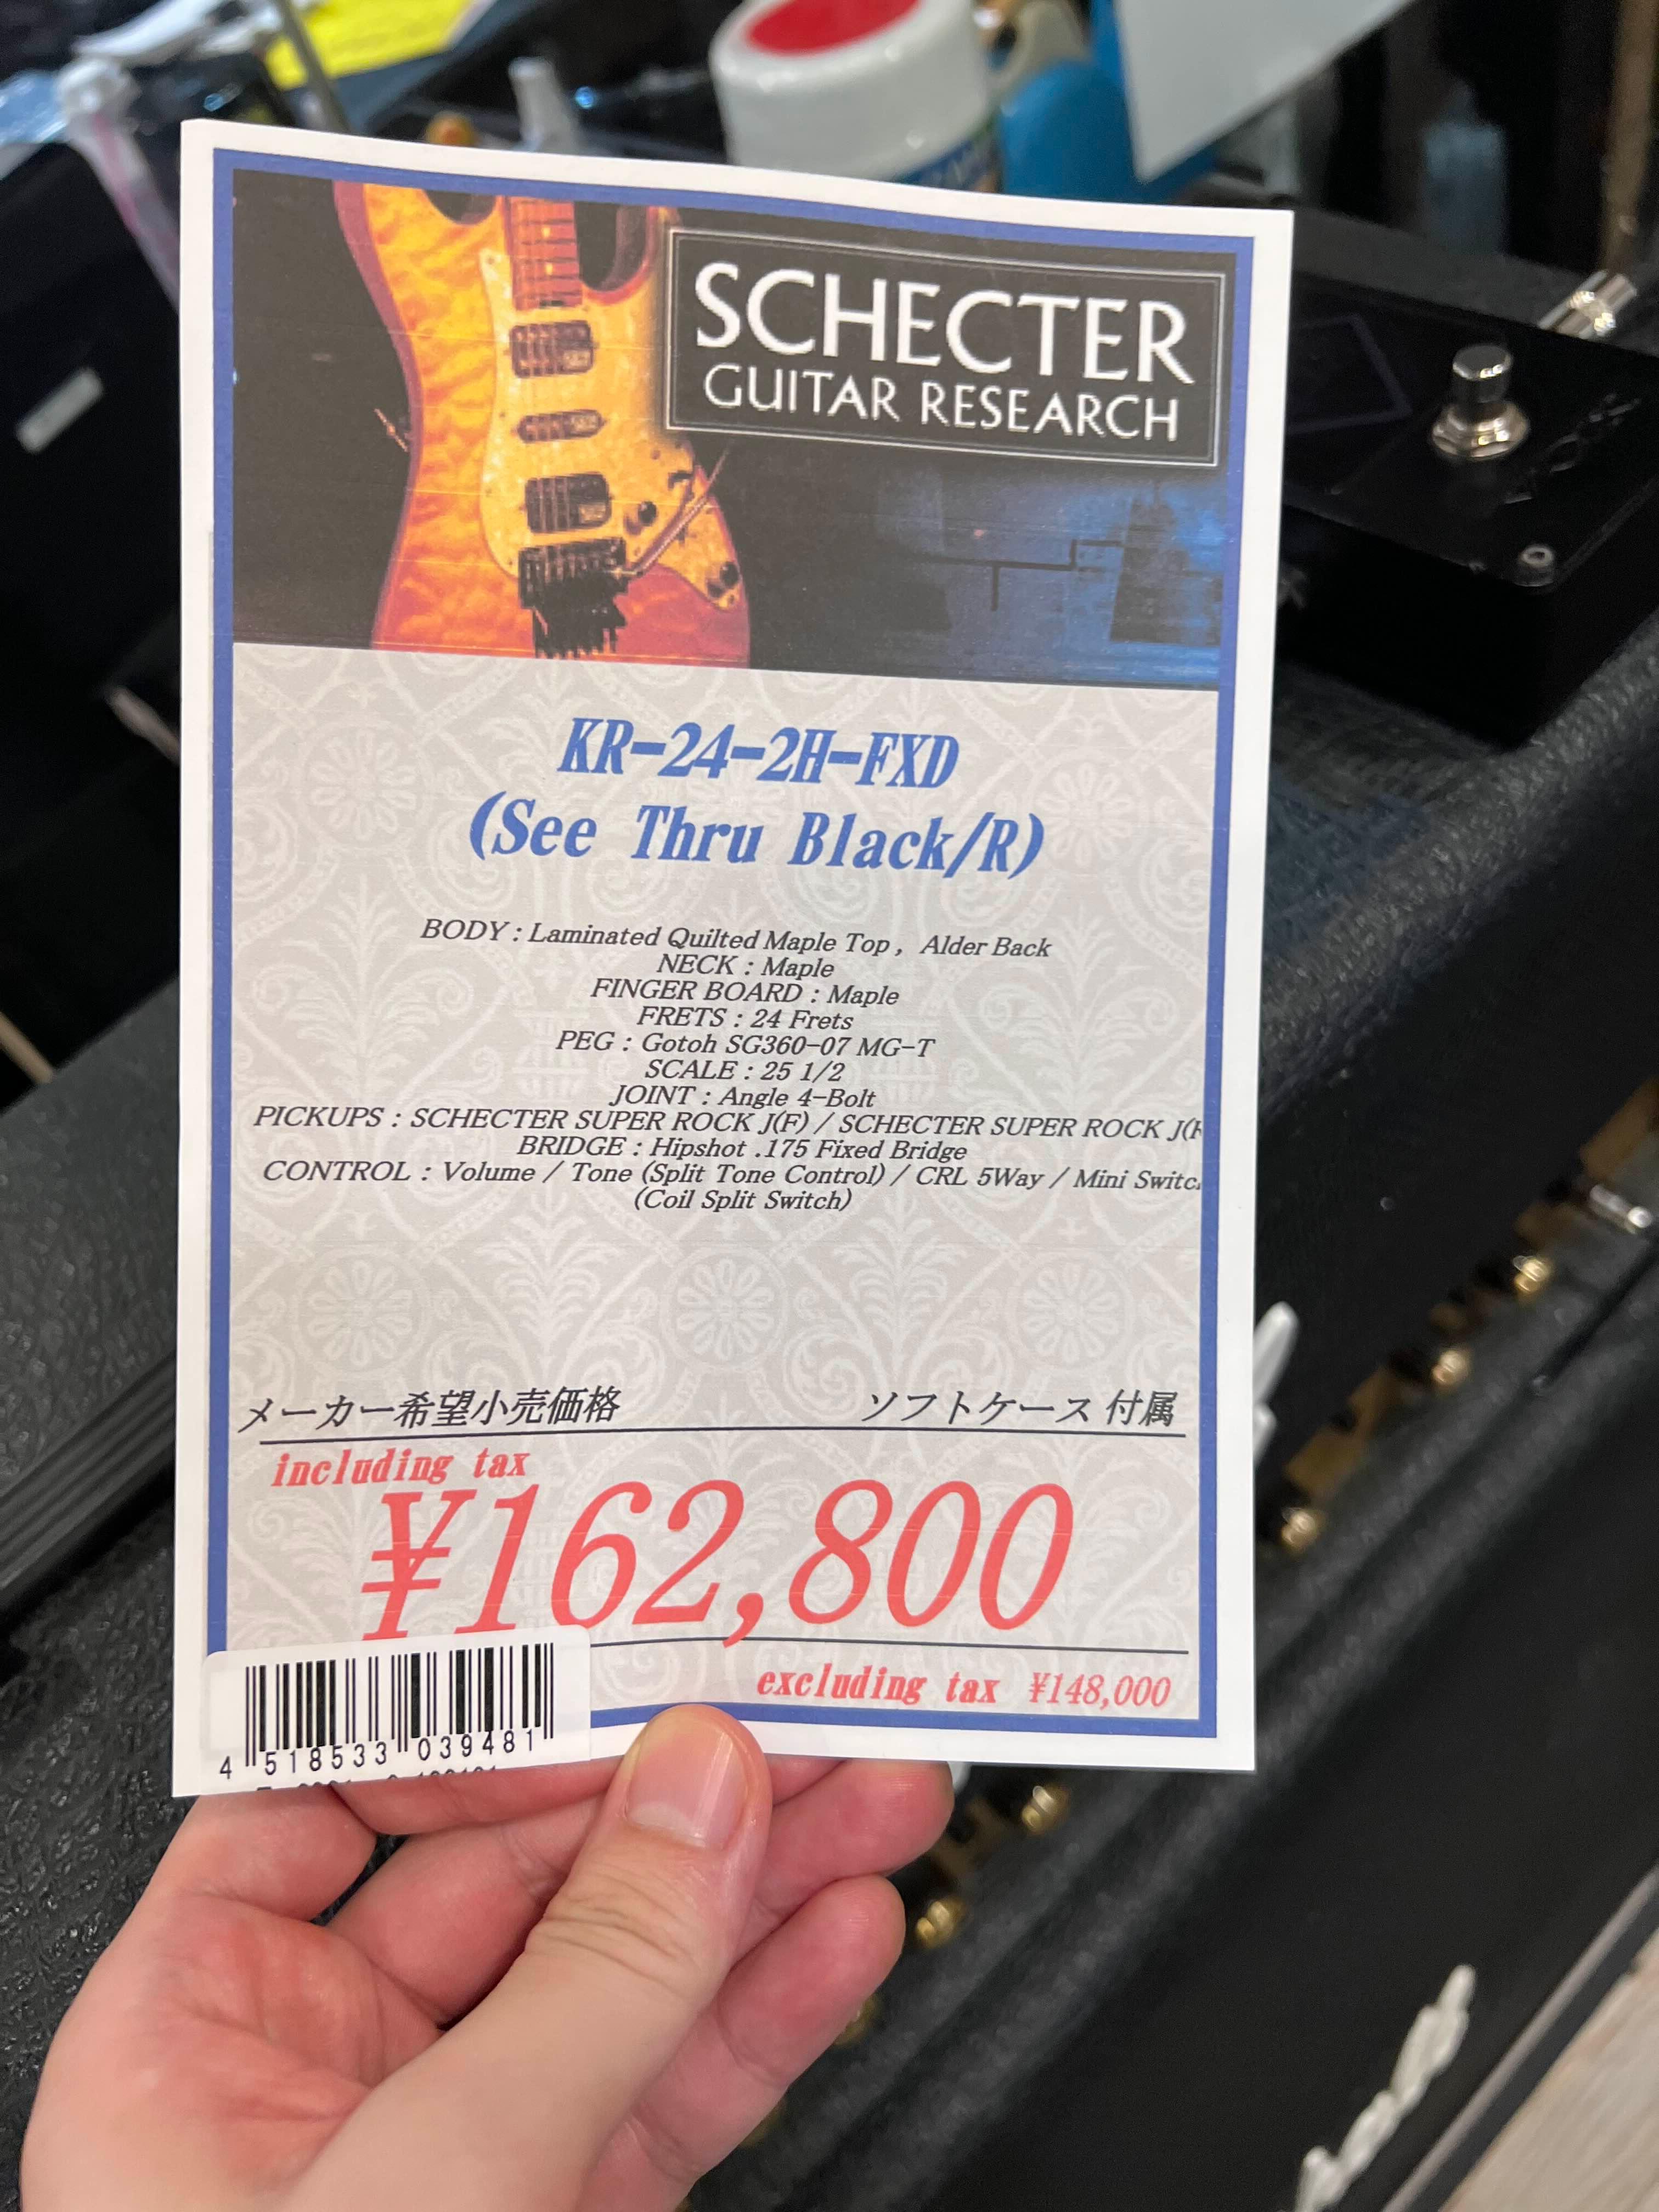 SCHECTER
GUITAR RESEARCH
KR-24-2H-FXD
(See Thru Black/R)
BODY : Laminated Quilted Maple Top , Alder Back
NECK : Maple
FINGER BOARD : Maple
FRETS : 24 Frets
PEG : Gotoh SG360-07 MG-T
SCALE : 25 1/2
JOINT : Angle 4-Bolt
PICKUPS : SCHECTER SUPER ROCK J(F) / SCHECTER SUPER ROCK
BRIDGE : Hipshot .175 Fixed Bridge
CONTROL : Volume / Tone (Split Tone Control) / CRL 5Way / Mini
(Coil Split Switch)
メーカー希望小売価格 ソフトケース 付属
including tax
¥162,800
excluding tax ¥148,000
4 518533 039481